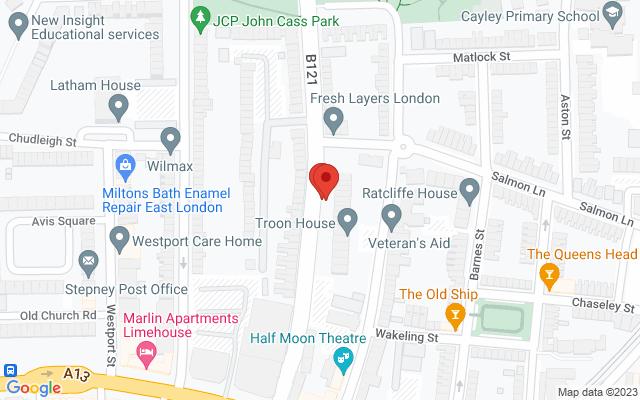 New Insight
Educational services
JCP John Cass Park
Cayley Primary School
B121
Matlock St
Latham House
Fresh Layers London
Aston St
Chudleigh St
Wilmax
Salmon Ln
Miltons Bath Enamel
Repair East London
Ratcliffe House
Salmon Ln
Avis Square
Troon House
Westport Care Home
Veteran's Aid
Barnes St
The Queens Head
Stepney Post Office
The Old Ship
Chaseley St
Old Church Rd
Marlin Apartments
Limehouse
Westport St
Half Moon Theatre
Wakeling St
A13
Google
Map data ©2023